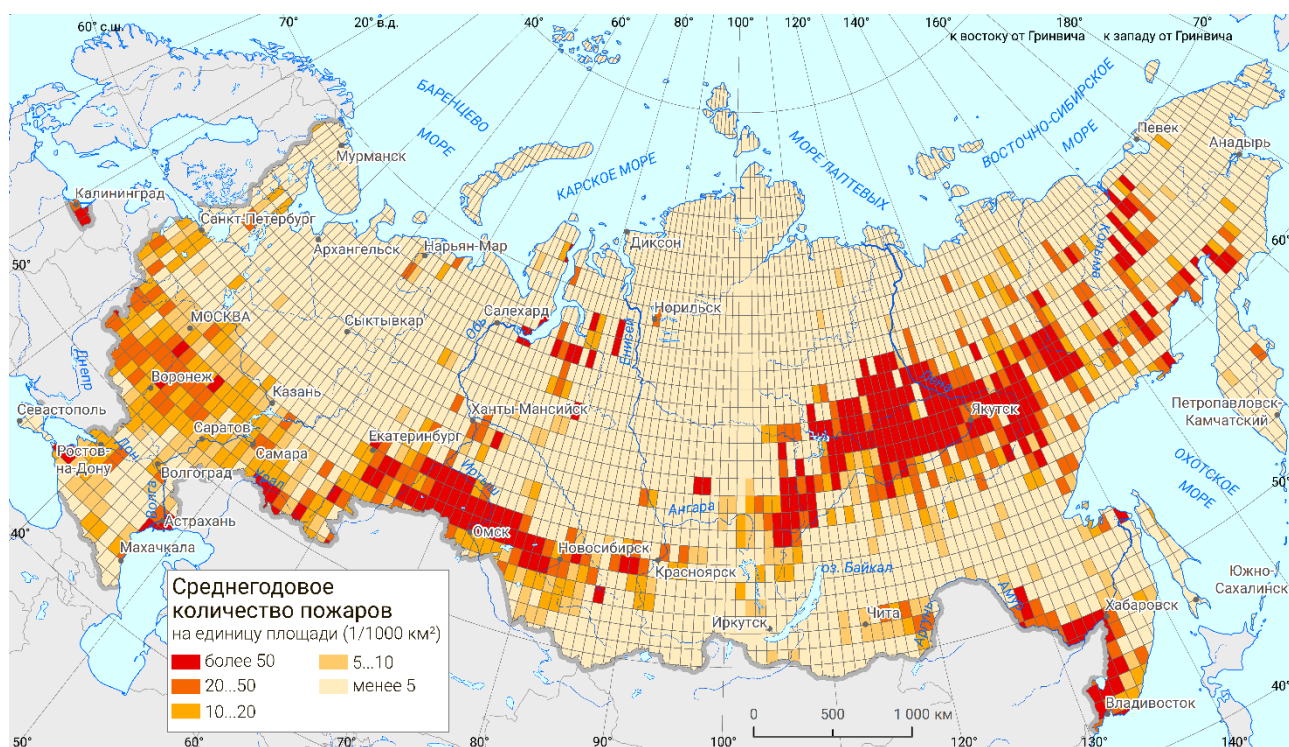 60° с.ш.
70°
20° в.д.
40°
60°
80°
100°
120°
140°
160°
180°
70°
к востоку от Гринвича
к западу от Гринвича
БАРЕНЦЕВО
МОРЕ
КАРСКОЕ МОРЕ
МОРЕ ЛАПТЕВЫХ
ВОСТОЧНО-СИБИРСКОЕ
МОРЕ
Певек
Анадырь
Мурманск
Калининград
Санкт-Петербург
Архангельск
Нарьян-Мар
Диксон
Колыма
60°
50°
МОСКВА
Сыктывкар
Обь
Салехард
Енисей
Норильск
Лена
Днепр
Воронеж
Казань
Ханты-Мансийск
Якутск
Петропавловск-
Камчатский
Севастополь
Саратов
Екатеринбург
Ростов-
на-Дону
Дон
Самара
Волгоград
Урал
Иртыш
ОХОТСКОЕ
МОРЕ
50°
Волга
Астрахань
Ангара
40°
Омск
Махачкала
Новосибирск
Красноярск
оз. Байкал
Южно-
Сахалинск
Иркутск
Чита
Аргунь
Амур
Хабаровск
Владивосток
40°
Среднегодовое
количество пожаров
на единицу площади (1/1000 км²)
более 50
5...10
20...50
менее 5
10...20
0
500
1 000 км
50°
60°
70°
80°
90°
100°
110°
120°
130°
140°